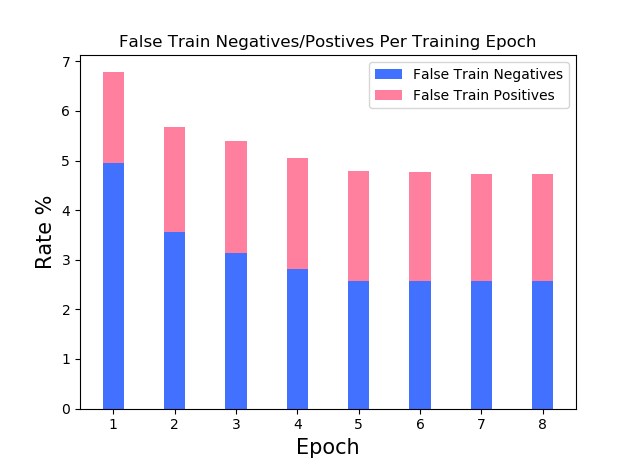 False Train Negatives/Postives Per Training Epoch
False Train Negatives
False Train Positives
Rate %
7
6
5
4
3
2
1
0
1 2 3 4 5 6 7 8
Epoch